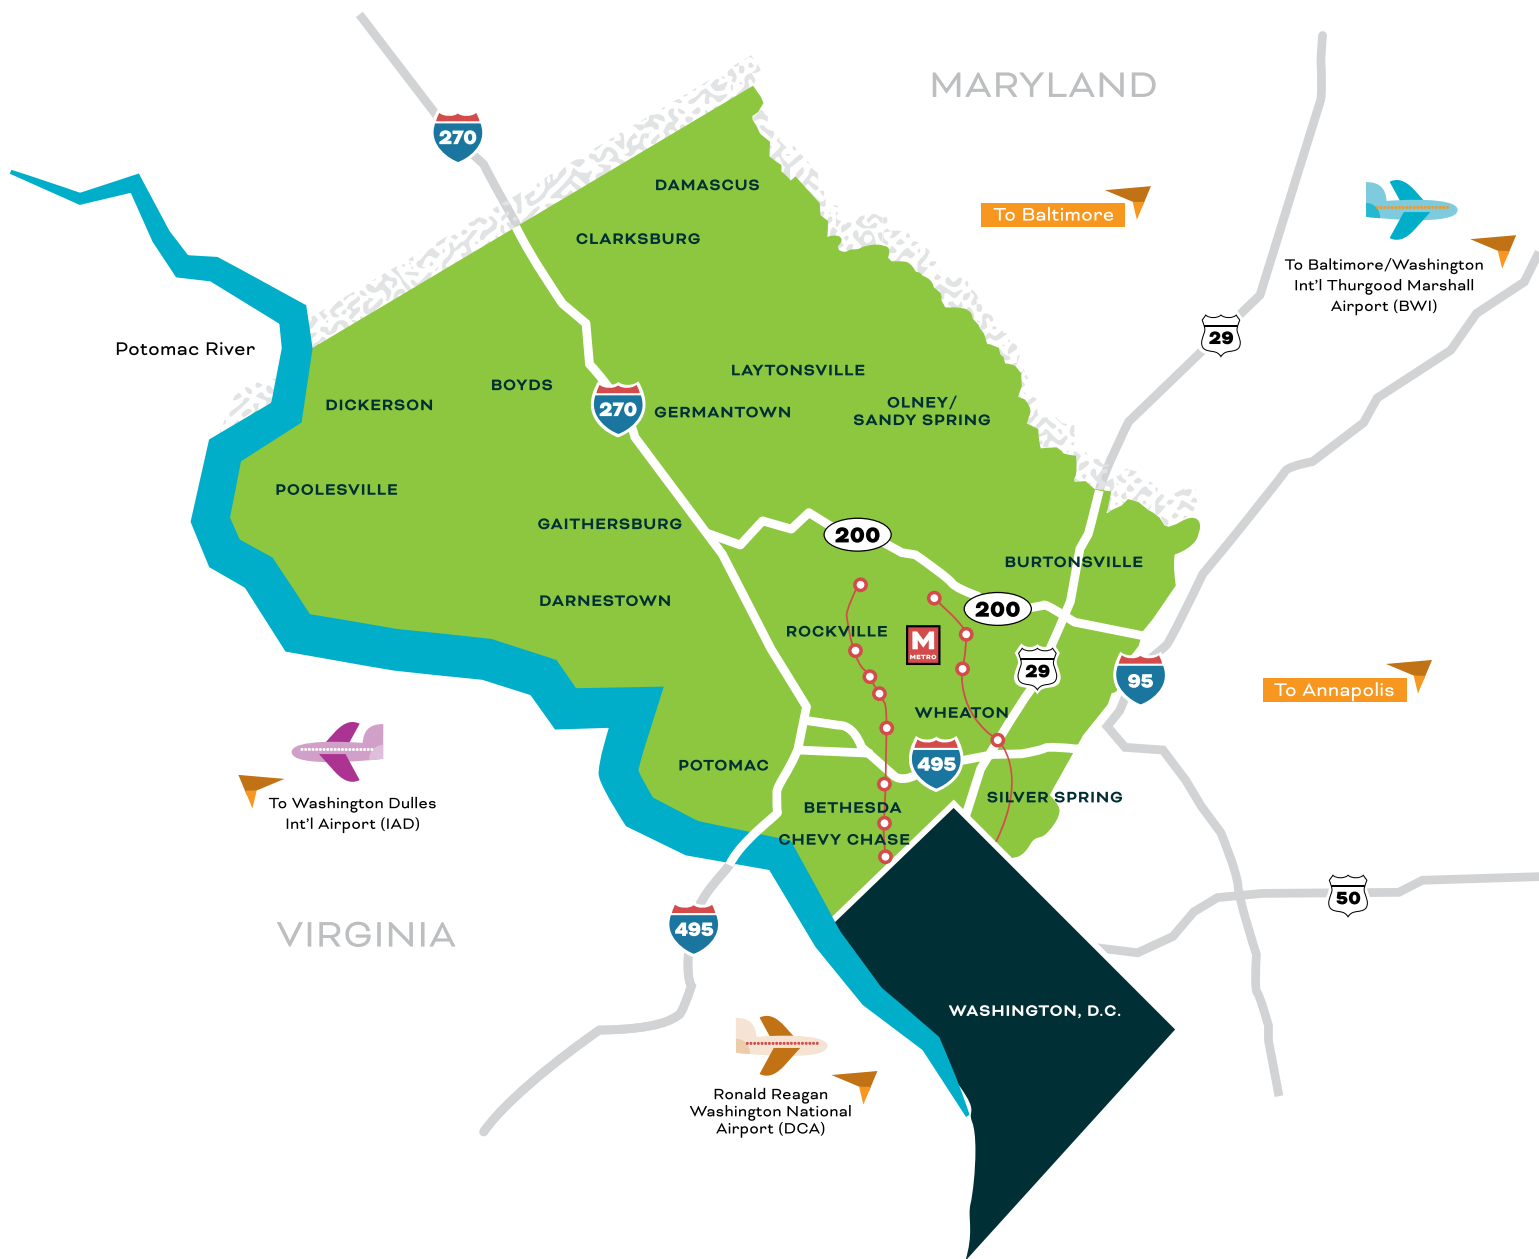 MARYLAND
270
DAMASCUS
To Baltimore
CLARKSBURG
To Baltimore/Washington
Int'l Thurgood Marshall
Airport (BWI)
29
Potomac River
LAYTONSVILLE
BOYDS
DICKERSON
270
GERMANTOWN
OLNEY/
SANDY SPRING
POOLESVILLE
GAITHERSBURG
200
BURTONSVILLE
DARNESTOWN
200
ROCKVILLE
M
METRO
29
95
To Annapolis
WHEATON
POTOMAC
495
To Washington Dulles
Int'l Airport (IAD)
BETHESDA
SILVER SPRING
CHEVY CHASE
50
VIRGINIA
495
WASHINGTON, D.C.
Ronald Reagan
Washington National
Airport (DCA)